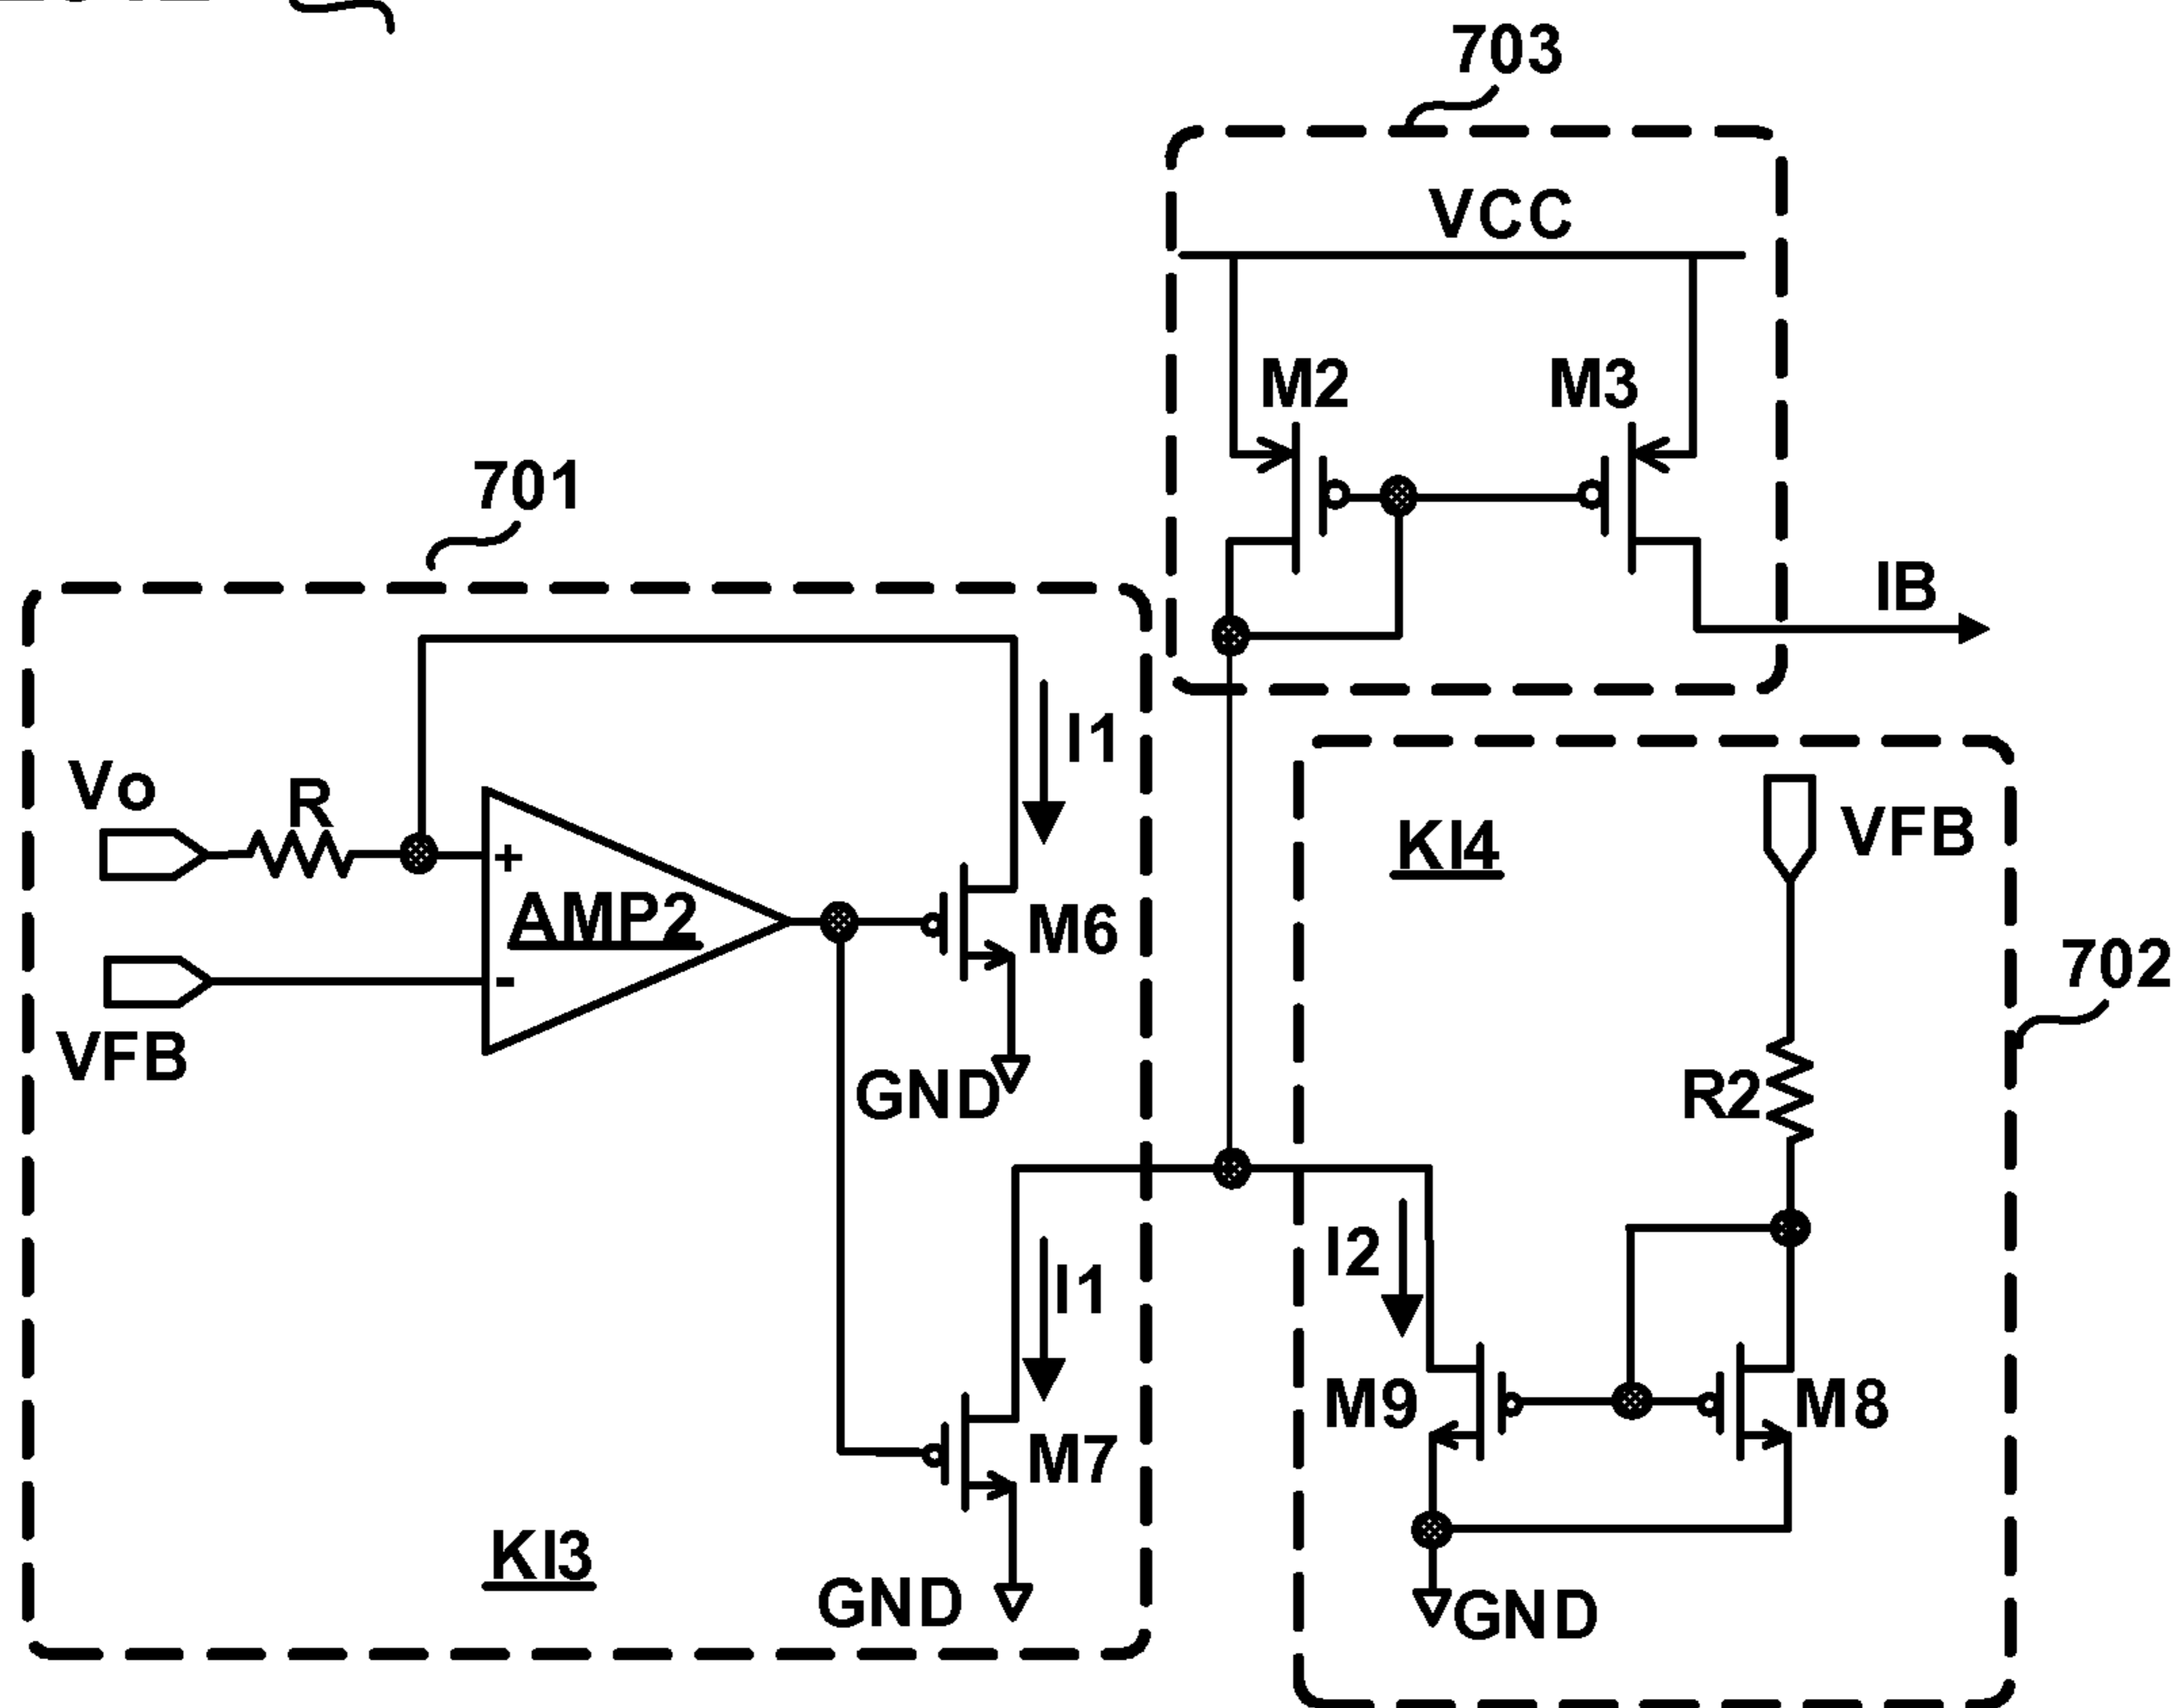 703
VCC
M2
M3
701
IB
I1
Vo
R
KI4
VFB
+
AMP2
M6
702
-
VFB
GND
R2
I2
I1
M9
M8
M7
KI3
GND
GND